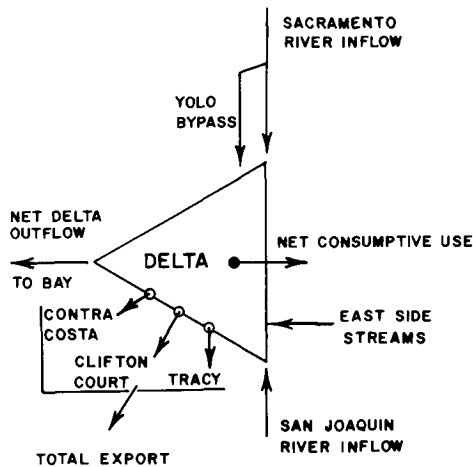 SACRAMENTO
RIVER INFLOW
YOLO
BYPASS
NET DELTA
OUTFLOW
TO BAY
DELTA
NET CONSUMPTIVE USE
CONTRA
COSTA
CLIFTON
COURT
TRACY
EAST SIDE
STREAMS
SAN JOAQUIN
RIVER INFLOW
TOTAL EXPORT